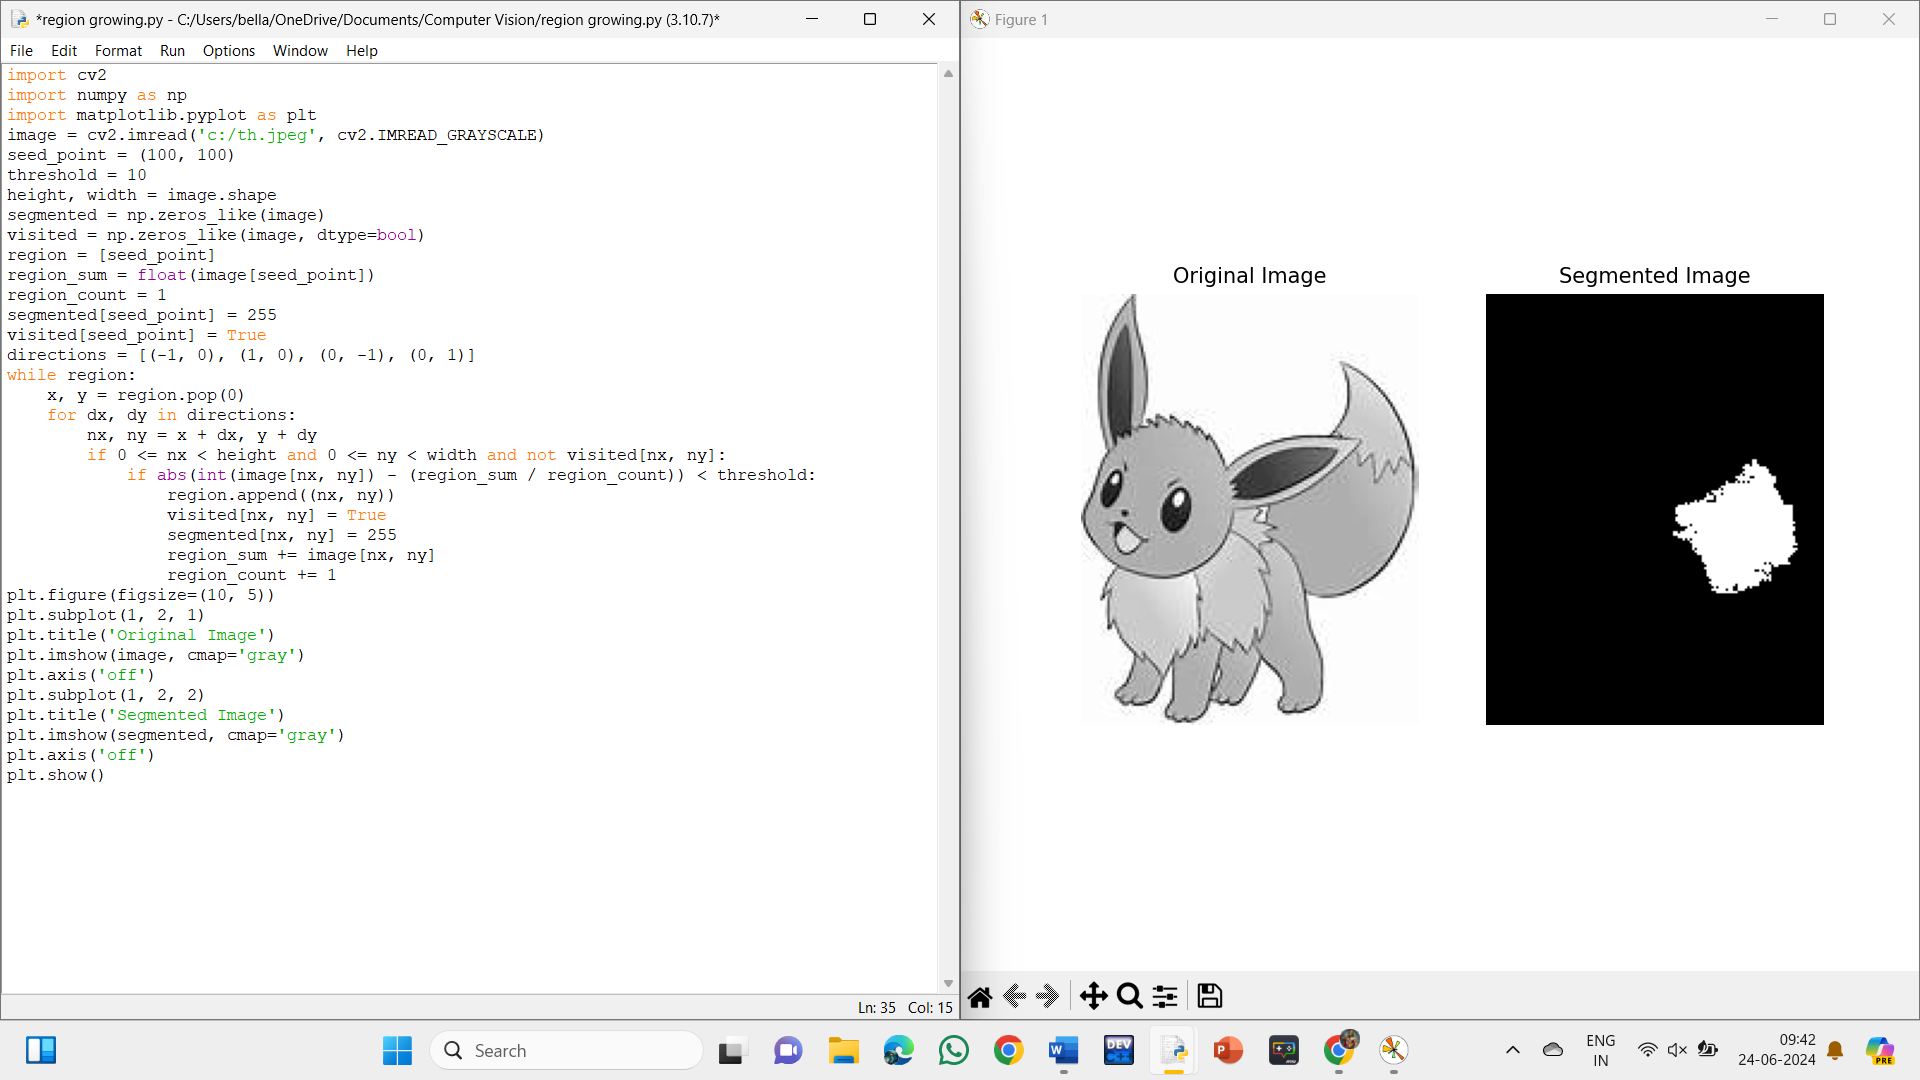 *region growing.py - C:/Users/bella/OneDrive/Documents/Computer Vision/region growing.py (3.10.7)*
File Edit Format Run Options Window Help
import cv2
import numpy as np
import matplotlib.pyplot as plt
image = cv2.imread('c:/th.jpeg', cv2.IMREAD_GRAYSCALE)
seed_point = (100, 100)
threshold = 10
height, width = image.shape
segmented = np.zeros_like(image)
visited = np.zeros_like(image, dtype=bool)
region = [seed_point]
region_sum = float(image[seed_point])
region_count = 1
segmented[seed_point] = 255
visited[seed_point] = True
directions = [(-1, 0), (1, 0), (0, -1), (0, 1)]
while region:
    x, y = region.pop(0)
    for dx, dy in directions:
        nx, ny = x + dx, y + dy
        if 0 <= nx < height and 0 <= ny < width and not visited[nx, ny]:
            if abs(int(image[nx, ny]) - (region_sum / region_count)) < threshold:
                region.append((nx, ny))
                visited[nx, ny] = True
                segmented[nx, ny] = 255
                region_sum += image[nx, ny]
                region_count += 1
plt.figure(figsize=(10, 5))
plt.subplot(1, 2, 1)
plt.title('Original Image')
plt.imshow(image, cmap='gray')
plt.axis('off')
plt.subplot(1, 2, 2)
plt.title('Segmented Image')
plt.imshow(segmented, cmap='gray')
plt.axis('off')
plt.show()
Ln: 35 Col: 15
Figure 1
Original Image
Segmented Image
Search
DEV
C++
W
P
ENG
IN
09:42
24-06-2024
PRE